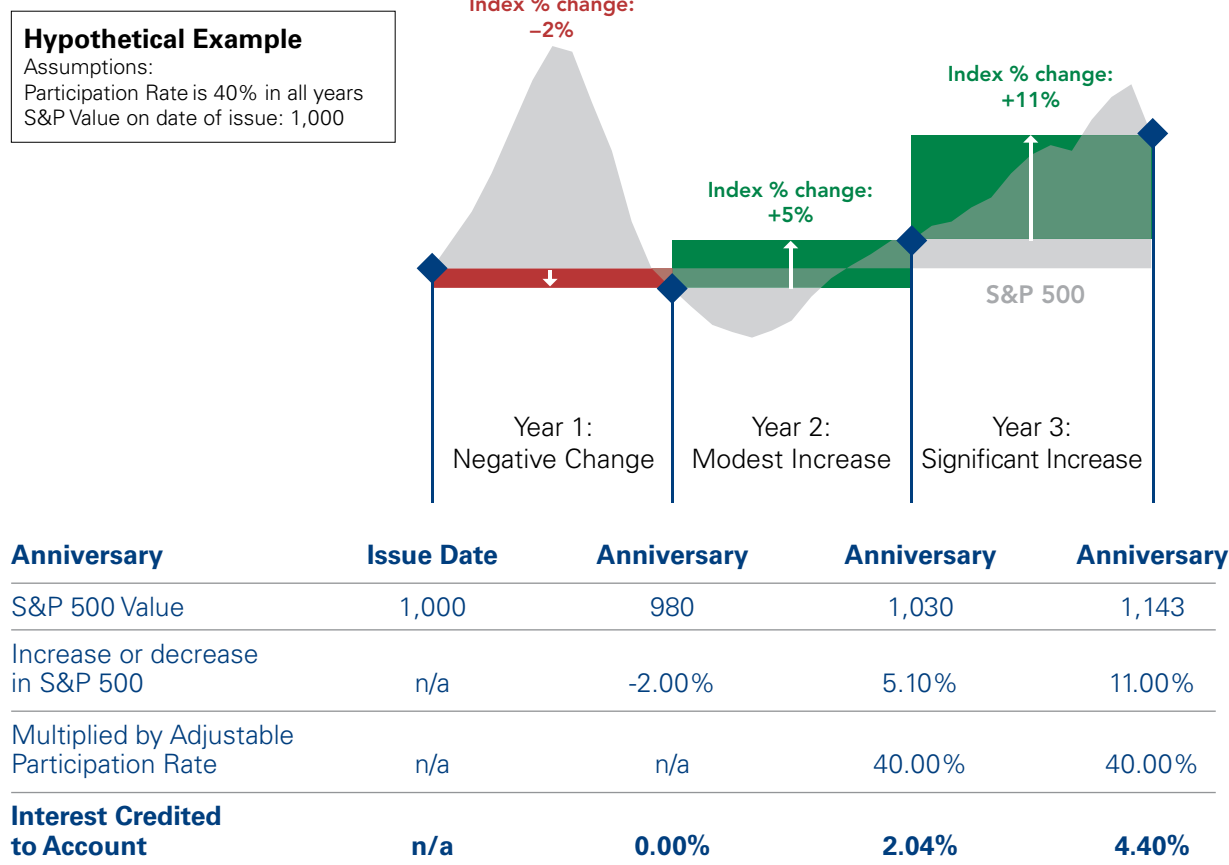 Index % change:
–2%
Hypothetical Example
Assumptions:
Participation Rate is 40% in all years
S&P Value on date of issue: 1,000
Index % change:
+11%
Index % change:
+5%
S&P 500
Year 1:
Negative Change
Year 2:
Modest Increase
Year 3:
Significant Increase
Anniversary Issue Date Anniversary Anniversary Anniversary
S&P 500 Value 1,000 980 1,030 1,143
Increase or decrease
in S&P 500 n/a -2.00% 5.10% 11.00%
Multiplied by Adjustable
Participation Rate n/a n/a 40.00% 40.00%
Interest Credited
to Account n/a 0.00% 2.04% 4.40%